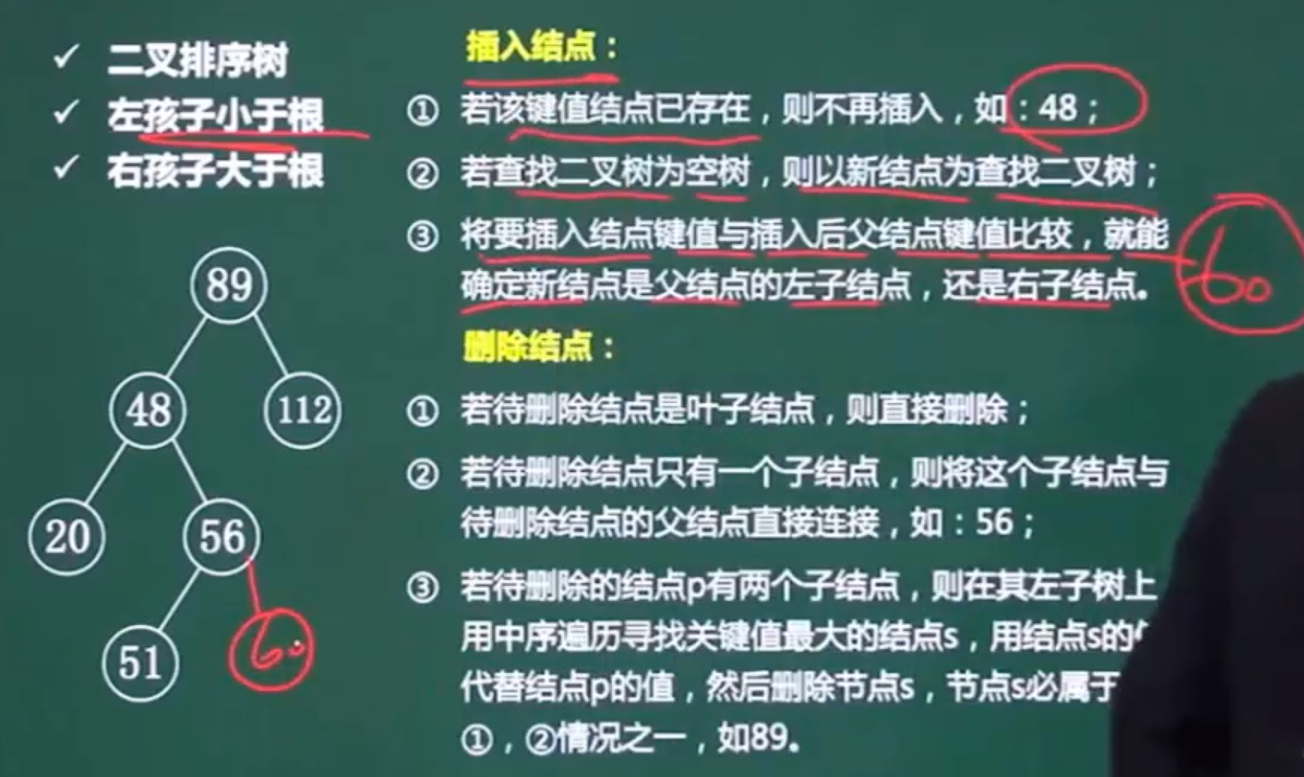 二叉排序树
左孩子小于根
右孩子大于根
89
48
112
20
56
51
60
插入结点：
① 若该键值结点已存在，则不再插入，如：48；
② 若查找二叉树为空树，则以新结点为查找二叉树；
③ 将要插入结点键值与插入后父结点键值比较，就能
确定新结点是父结点的左子结点，还是右子结点。
60
删除结点：
① 若待删除结点是叶子结点，则直接删除；
② 若待删除结点只有一个子结点，则将这个子结点与
待删除结点的父结点直接连接，如：56；
③ 若待删除的结点p有两个子结点，则在其左子树上
用中序遍历寻找关键值最大的结点s，用结点s的
代替结点p的值，然后删除节点s，节点s必属于
①，②情况之一，如89。